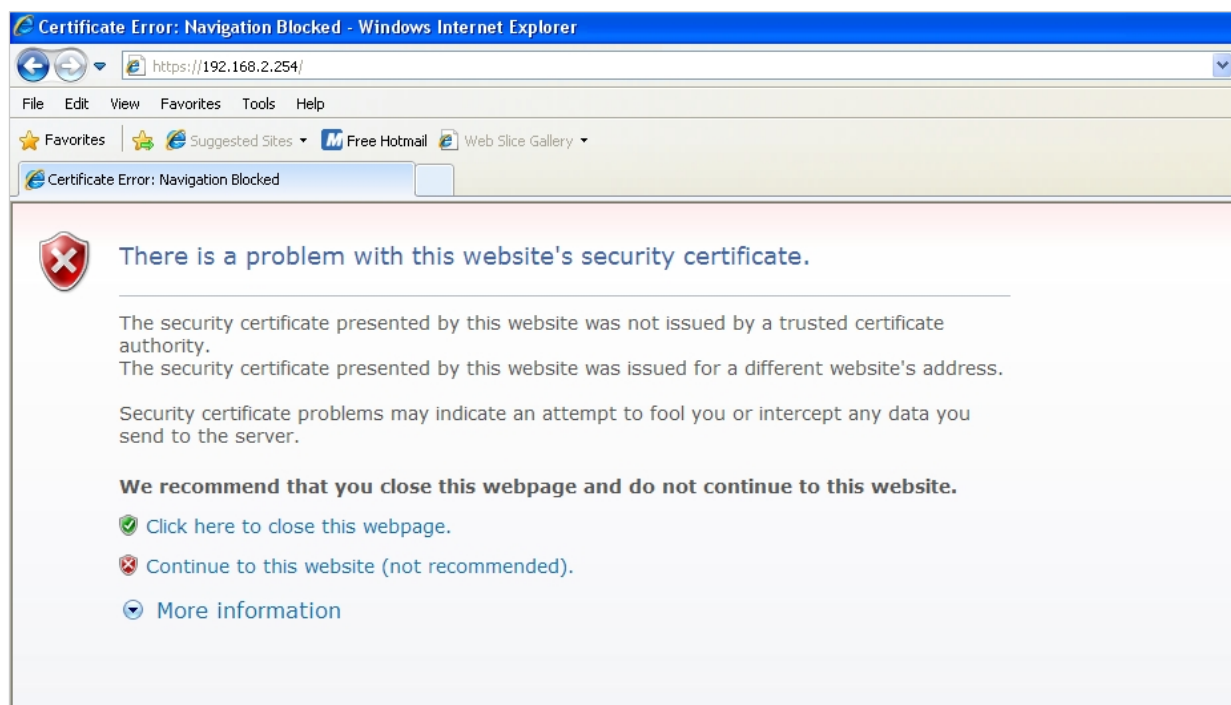 Certificate Error: Navigation Blocked - Windows Internet Explorer
https://192.168.2.254/
File Edit View Favorites Tools Help
Favorites Suggested Sites Free Hotmail Web Slice Gallery
Certificate Error: Navigation Blocked
There is a problem with this website's security certificate.
The security certificate presented by this website was not issued by a trusted certificate
authority.
The security certificate presented by this website was issued for a different website's address.
Security certificate problems may indicate an attempt to fool you or intercept any data you
send to the server.
We recommend that you close this webpage and do not continue to this website.
Click here to close this webpage.
Continue to this website (not recommended).
More information